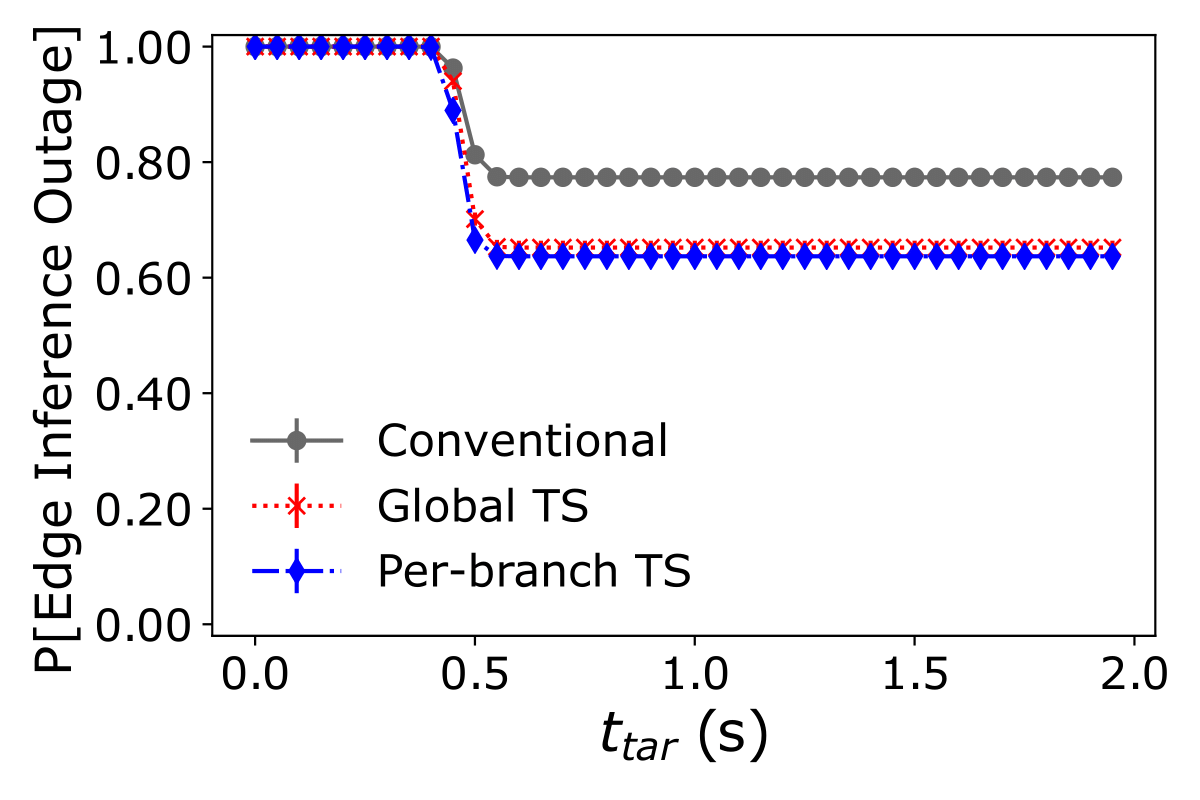 P[Edge Inference Outage]
1.00
0.80
0.60
0.40
0.20
0.00
Conventional
Global TS
Per-branch TS
0.0 0.5 1.0 1.5 2.0
t_tar (s)